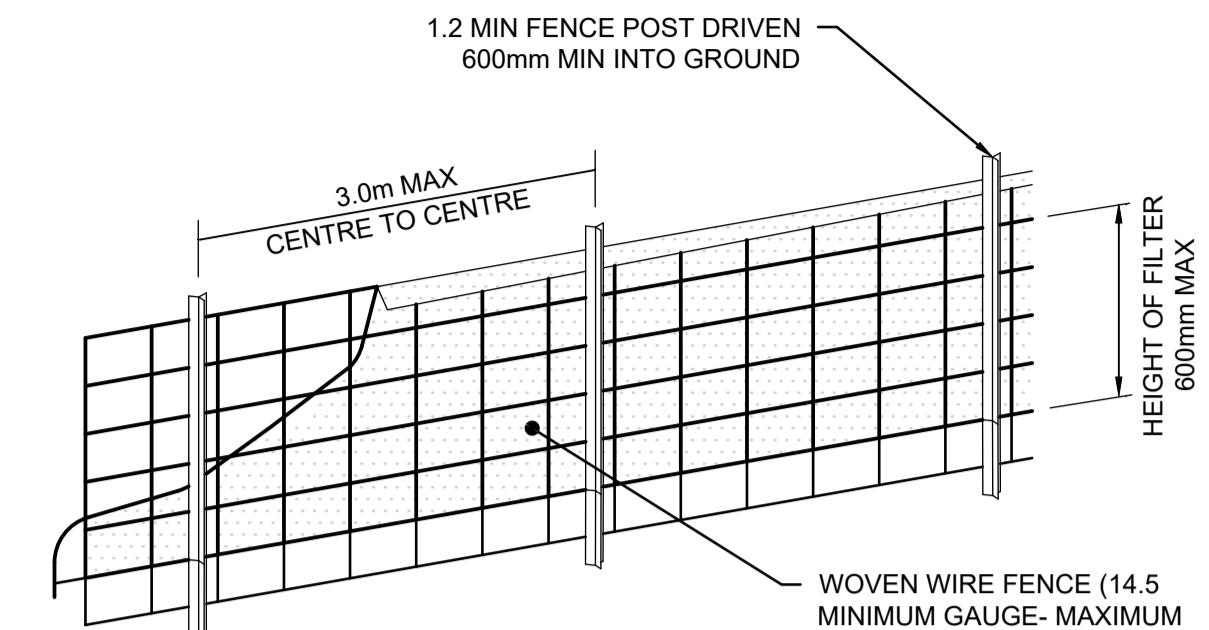 1.2 MIN FENCE POST DRIVEN
600mm MIN INTO GROUND
3.0m MAX
CENTRE TO CENTRE
HEIGHT OF FILTER
600mm MAX
WOVEN WIRE FENCE (14.5
MINIMUM GAUGE- MAXIMUM